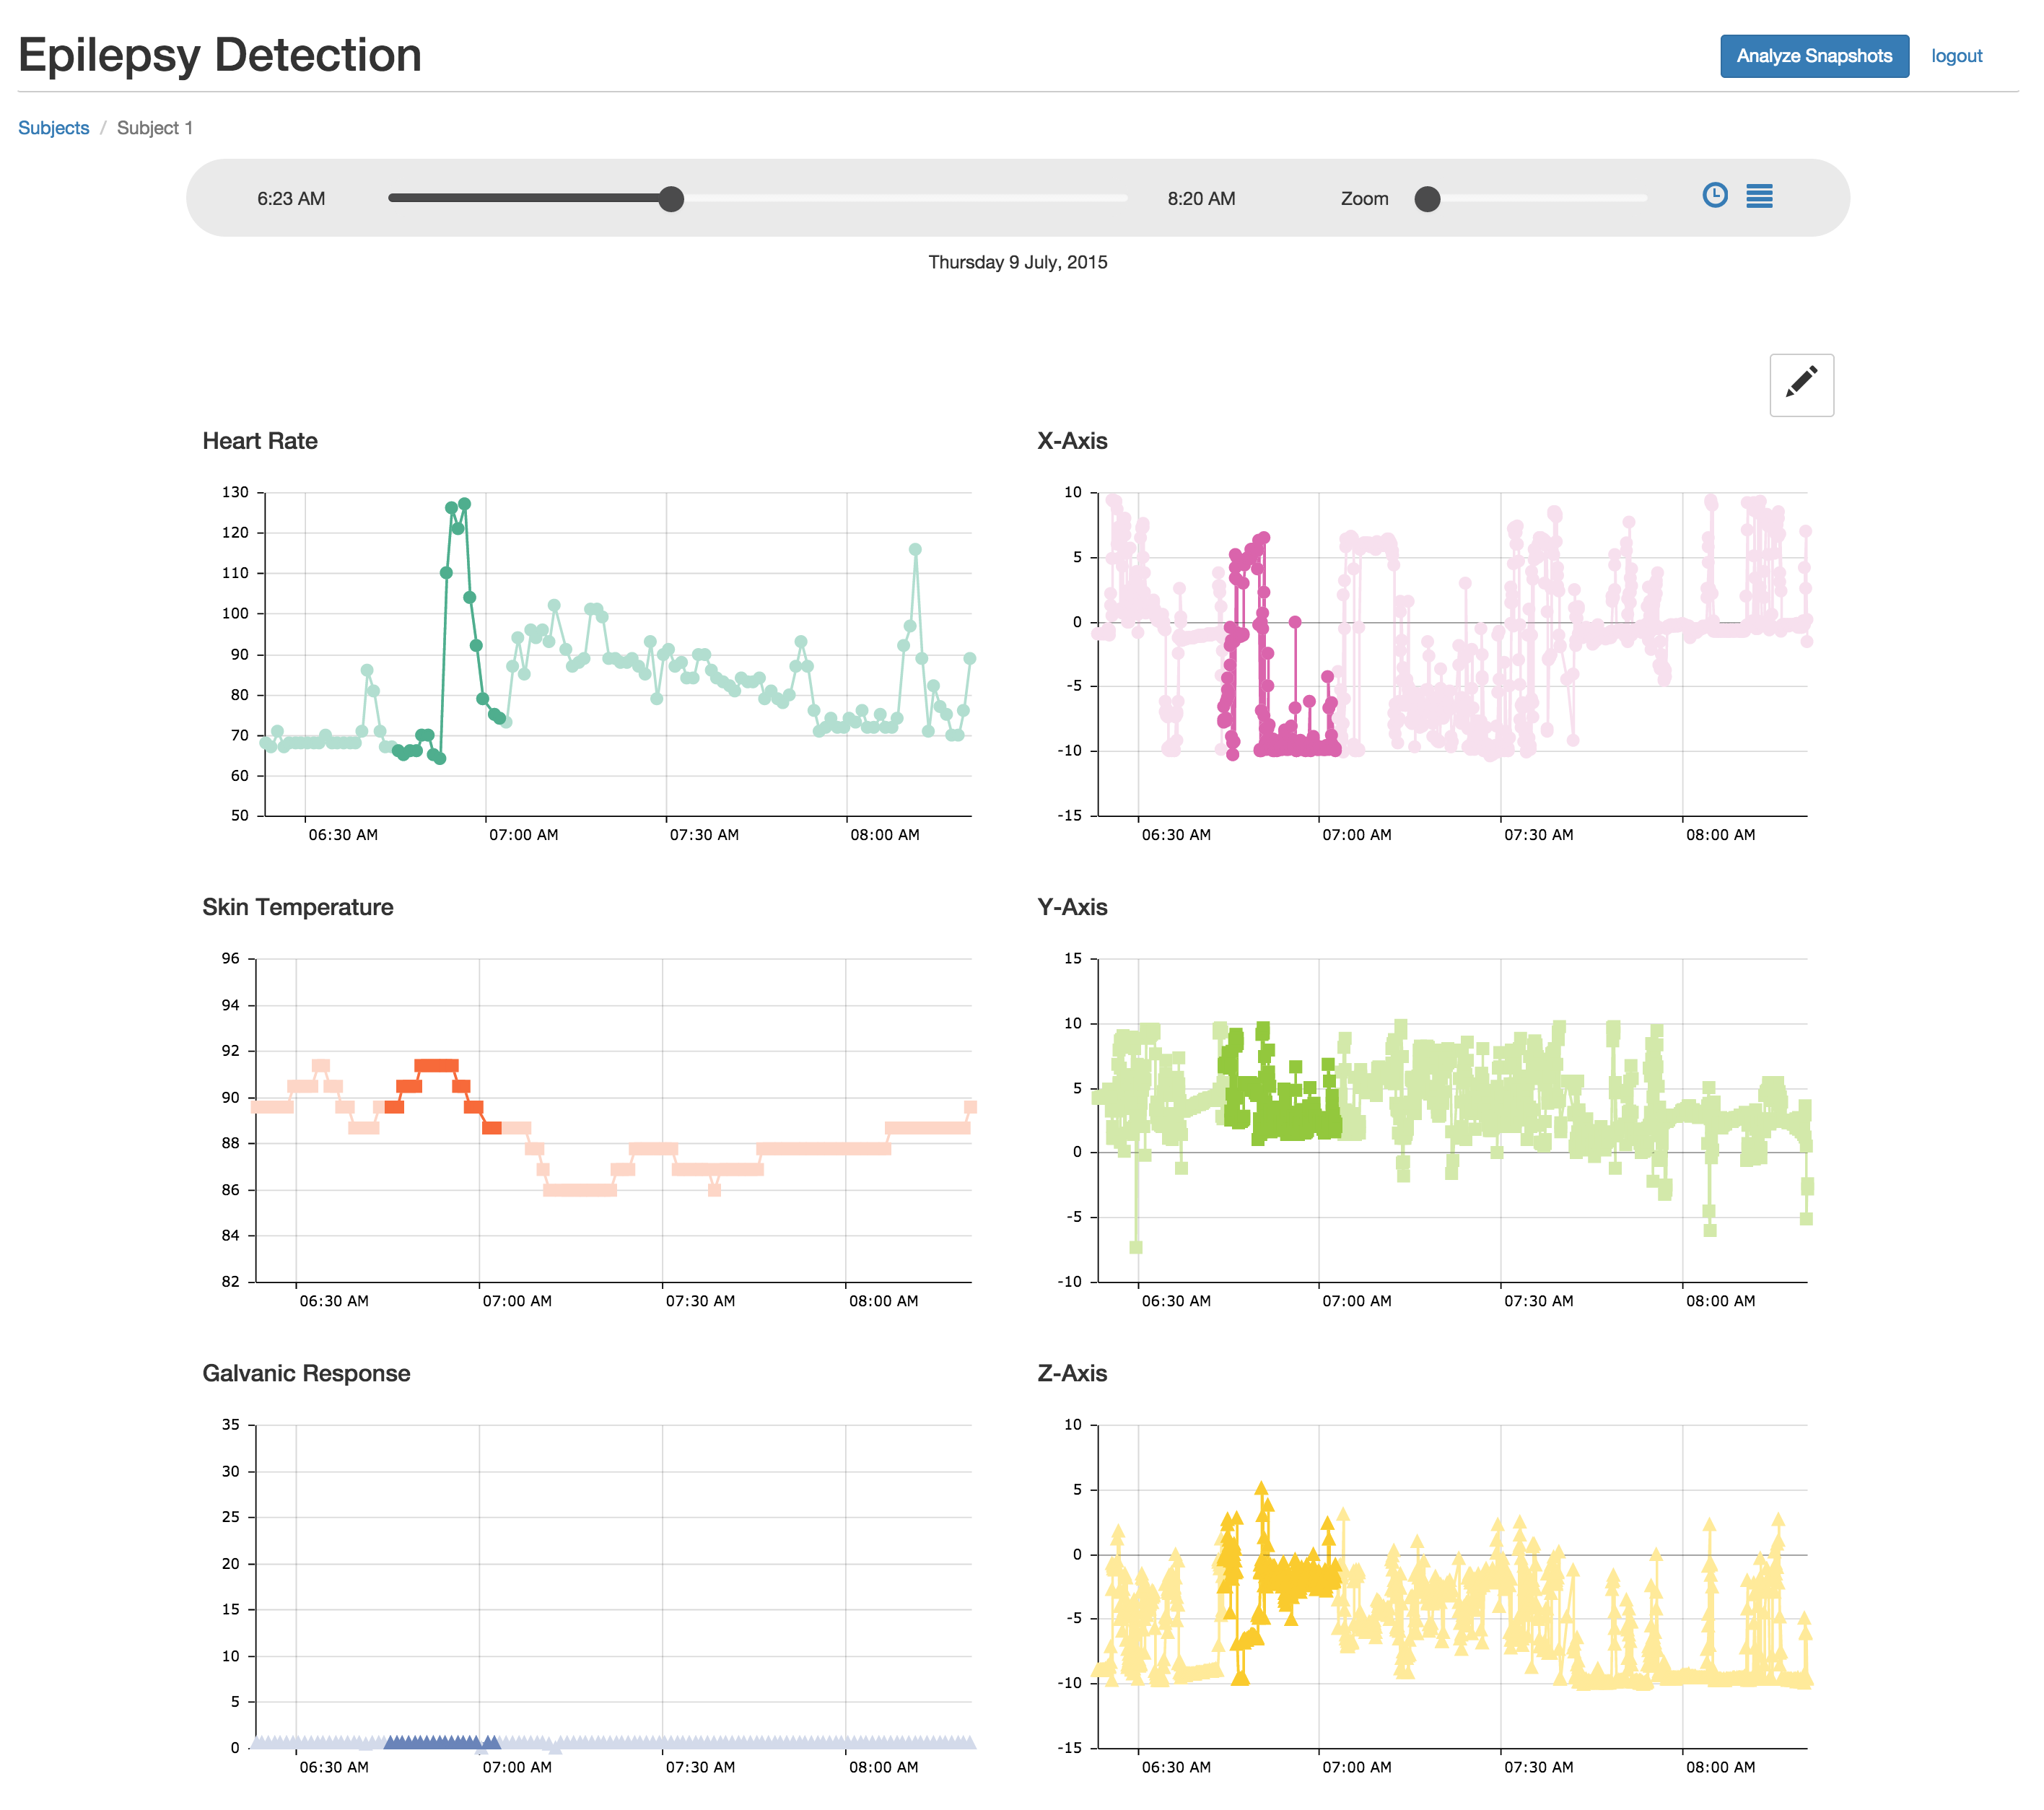 Epilepsy Detection
Analyze Snapshots
logout
Subjects / Subject 1
6:23 AM
8:20 AM
Zoom
Thursday 9 July, 2015
Heart Rate
130
120
110
100
90
80
70
60
50
06:30 AM 07:00 AM 07:30 AM 08:00 AM
X-Axis
10
5
0
-5
-10
-15
06:30 AM 07:00 AM 07:30 AM 08:00 AM
Skin Temperature
96
94
92
90
88
86
84
82
06:30 AM 07:00 AM 07:30 AM 08:00 AM
Y-Axis
15
10
5
0
-5
-10
06:30 AM 07:00 AM 07:30 AM 08:00 AM
Galvanic Response
35
30
25
20
15
10
5
0
06:30 AM 07:00 AM 07:30 AM 08:00 AM
Z-Axis
10
5
0
-5
-10
-15
06:30 AM 07:00 AM 07:30 AM 08:00 AM